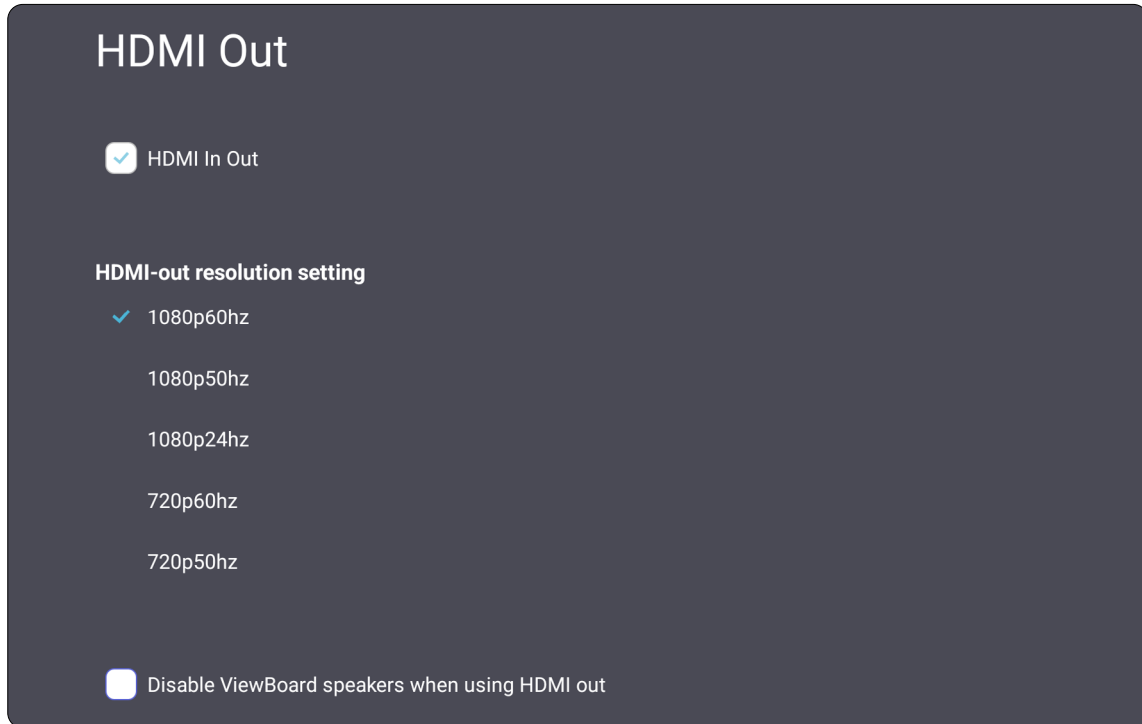 HDMI Out
HDMI In Out
HDMI-out resolution setting
1080p60hz
1080p50hz
1080p24hz
720p60hz
720p50hz
Disable ViewBoard speakers when using HDMI out